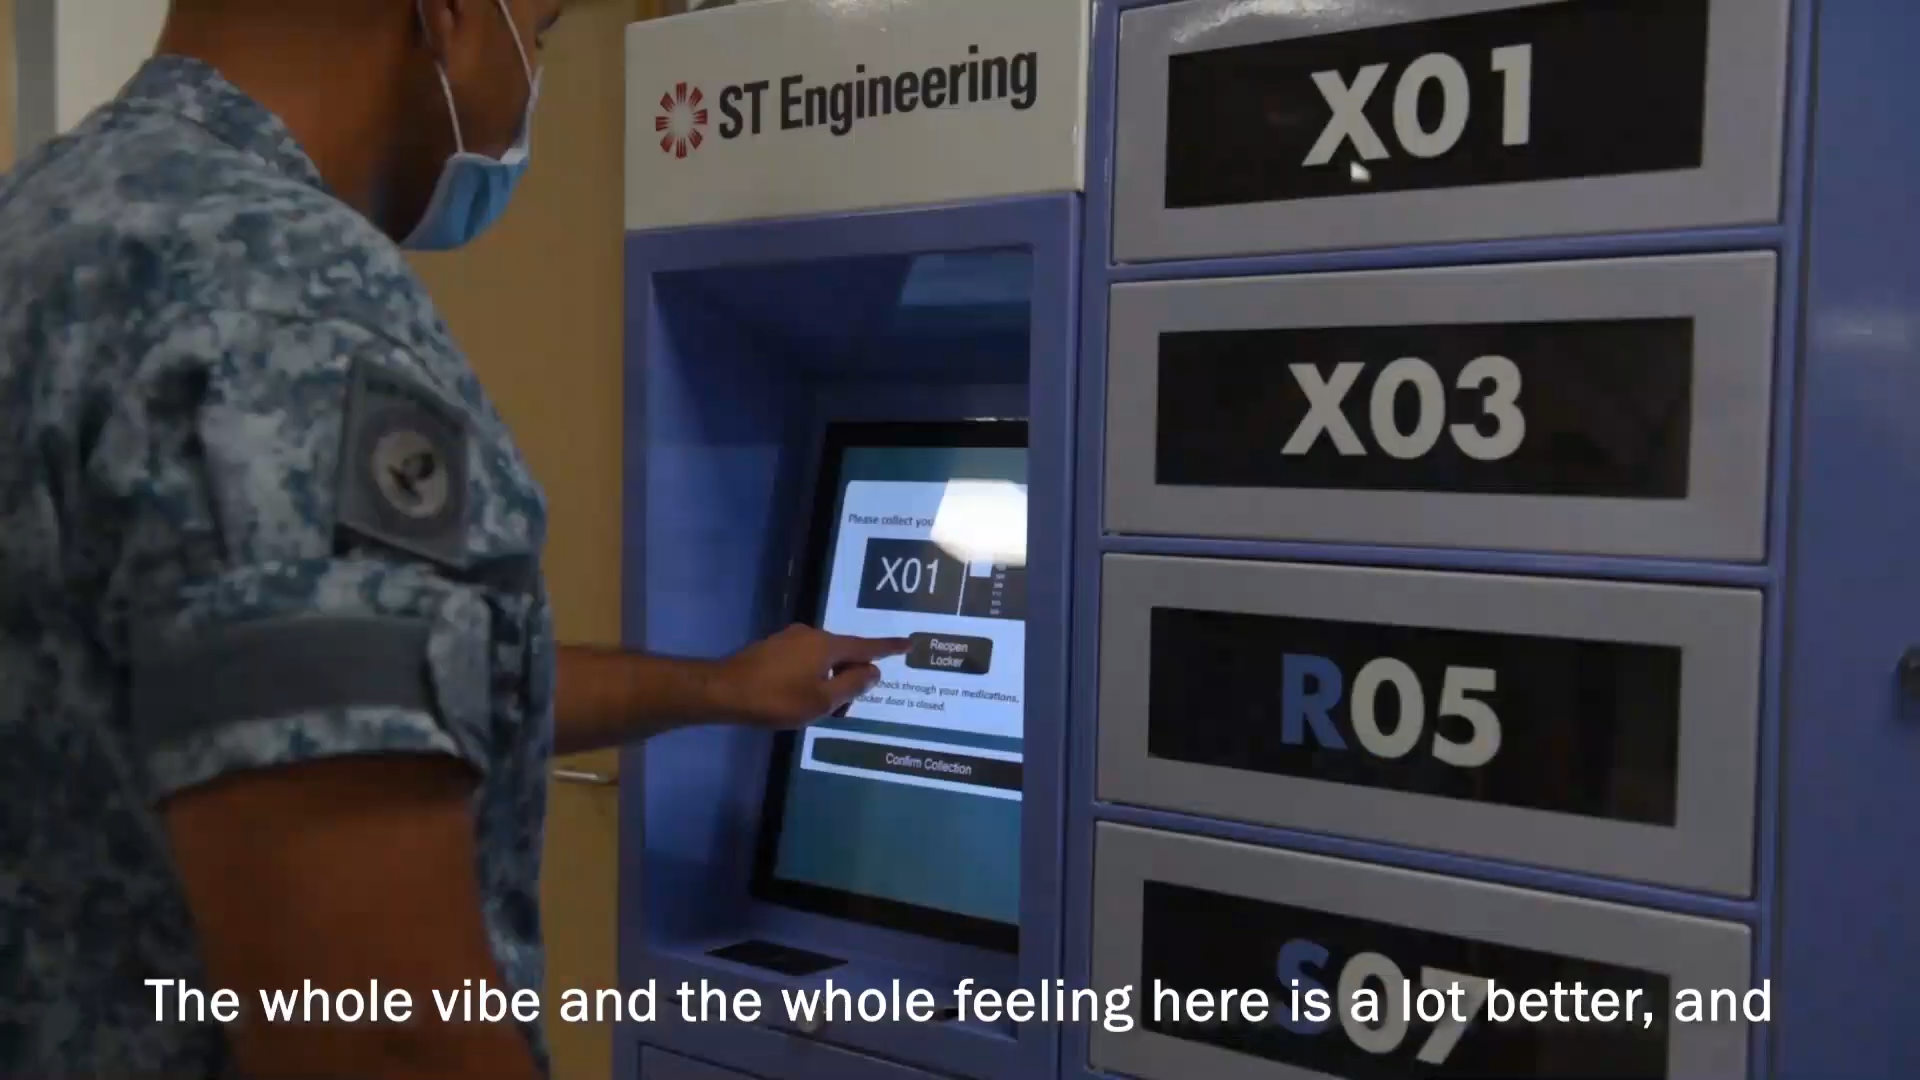 ST Engineering
X01
X03
R05
S07
Please collect you
X01
Reopen
Locker
check through your medications.
locker door is closed.
Confirm Collection
The whole vibe and the whole feeling here is a lot better, and